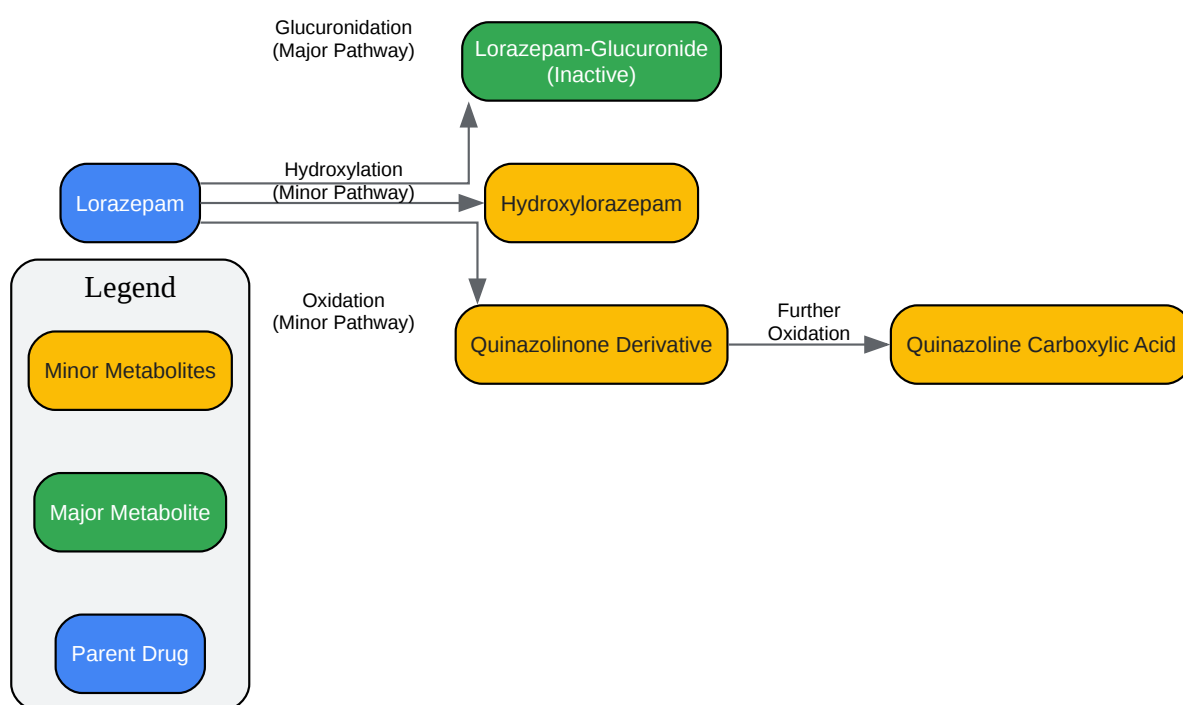 Glucuronidation
(Major Pathway)
Lorazepam-Glucuronide
(Inactive)
Hydroxylation
(Minor Pathway)
Lorazepam
Hydroxylorazepam
Legend
Oxidation
(Minor Pathway)
Quinazolinone Derivative
Further
Oxidation
Quinazoline Carboxylic Acid
Minor Metabolites
Major Metabolite
Parent Drug